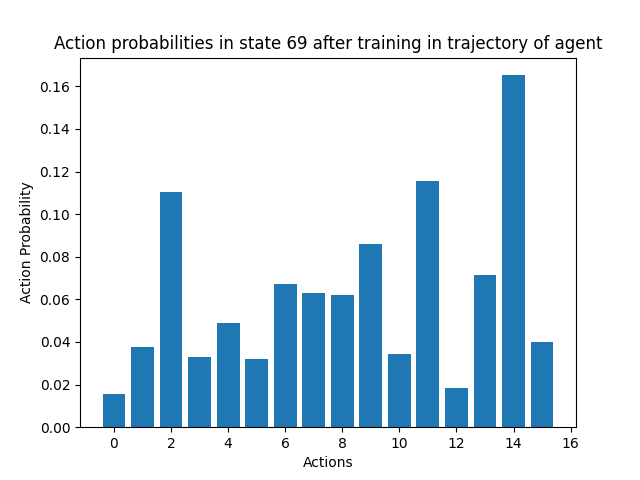 Action probabilities in state 69 after training in trajectory of agent
0.16
0.14
0.12
0.10
0.08
0.06
0.04
0.02
0.00
Action Probability
0 2 4 6 8 10 12 14 16
Actions